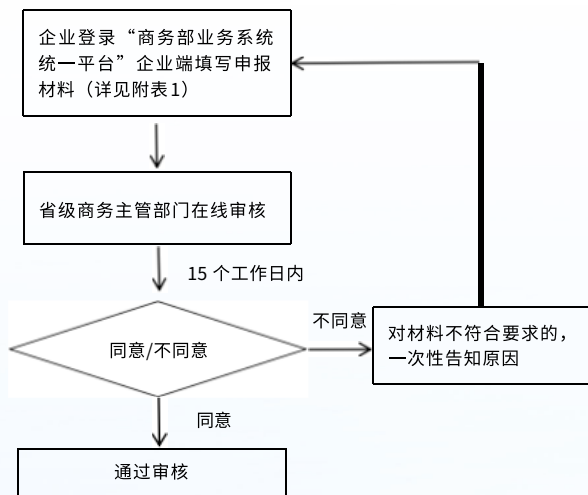 企业登录“商务部业务系统
统一平台”企业端填写申报
材料（详见附表1）
省级商务主管部门在线审核
15 个工作日内
同意/不同意
不同意
对材料不符合要求的，
一次性告知原因
同意
通过审核